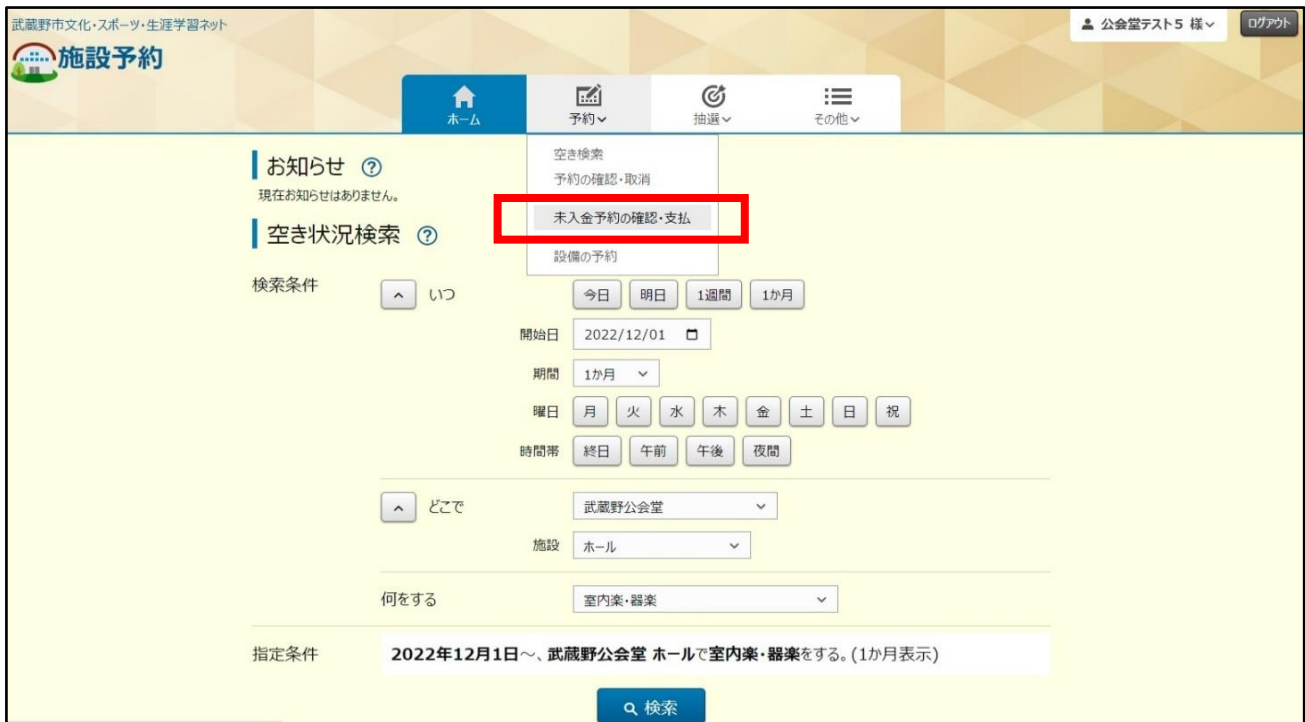 武蔵野市文化・スポーツ・生涯学習ネット
施設予約
公会堂テスト5 様
ログアウト
ホーム
予約
抽選
その他
空き検索
予約の確認・取消
未入金予約の確認・支払
設備の予約
お知らせ
現在お知らせはありません。
空き状況検索
検索条件
いつ
今日 明日 1週間 1か月
開始日 2022/12/01
期間 1か月
曜日 月 火 水 木 金 土 日 祝
時間帯 終日 午前 午後 夜間
どこで 武蔵野公会堂
施設 ホール
何をする 室内楽・器楽
指定条件 2022年12月1日～、武蔵野公会堂 ホールで室内楽・器楽をする。(1か月表示)
検索